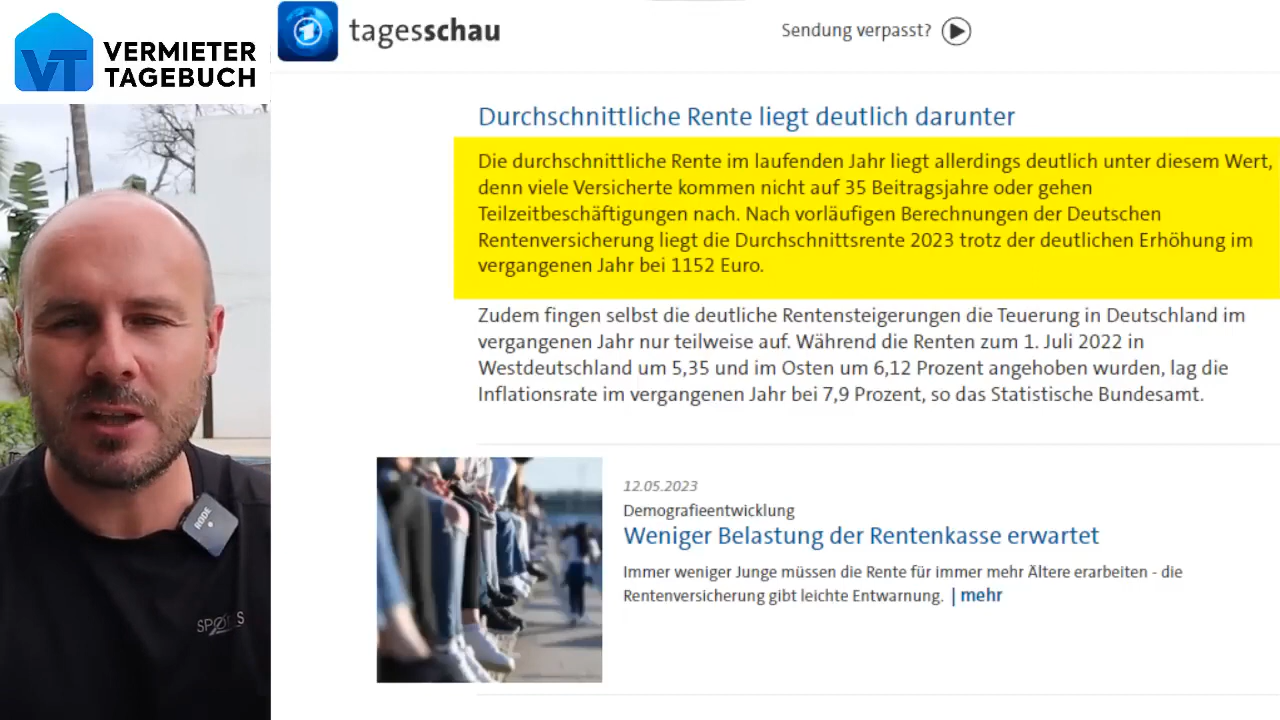 VT VERMIETER
TAGEBUCH
tagesschau
Sendung verpasst?
Durchschnittliche Rente liegt deutlich darunter
Die durchschnittliche Rente im laufenden Jahr liegt allerdings deutlich unter diesem Wert,
denn viele Versicherte kommen nicht auf 35 Beitragsjahre oder gehen
Teilzeitbeschäftigungen nach. Nach vorläufigen Berechnungen der Deutschen
Rentenversicherung liegt die Durchschnittsrente 2023 trotz der deutlichen Erhöhung im
vergangenen Jahr bei 1152 Euro.
Zudem fingen selbst die deutliche Rentensteigerungen die Teuerung in Deutschland im
vergangenen Jahr nur teilweise auf. Während die Renten zum 1. Juli 2022 in
Westdeutschland um 5,35 und im Osten um 6,12 Prozent angehoben wurden, lag die
Inflationsrate im vergangenen Jahr bei 7,9 Prozent, so das Statistische Bundesamt.
12.05.2023
Demografieentwicklung
Weniger Belastung der Rentenkasse erwartet
Immer weniger Junge müssen die Rente für immer mehr Ältere erarbeiten - die
Rentenversicherung gibt leichte Entwarnung. | mehr
RØDE